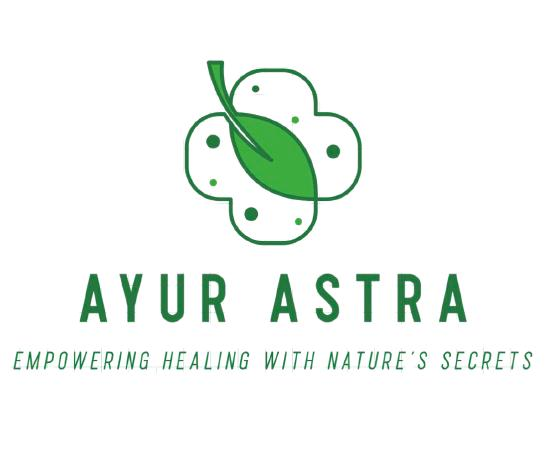 AYUR ASTRA
EMPOWERING HEALING WITH NATURE'S SECRETS